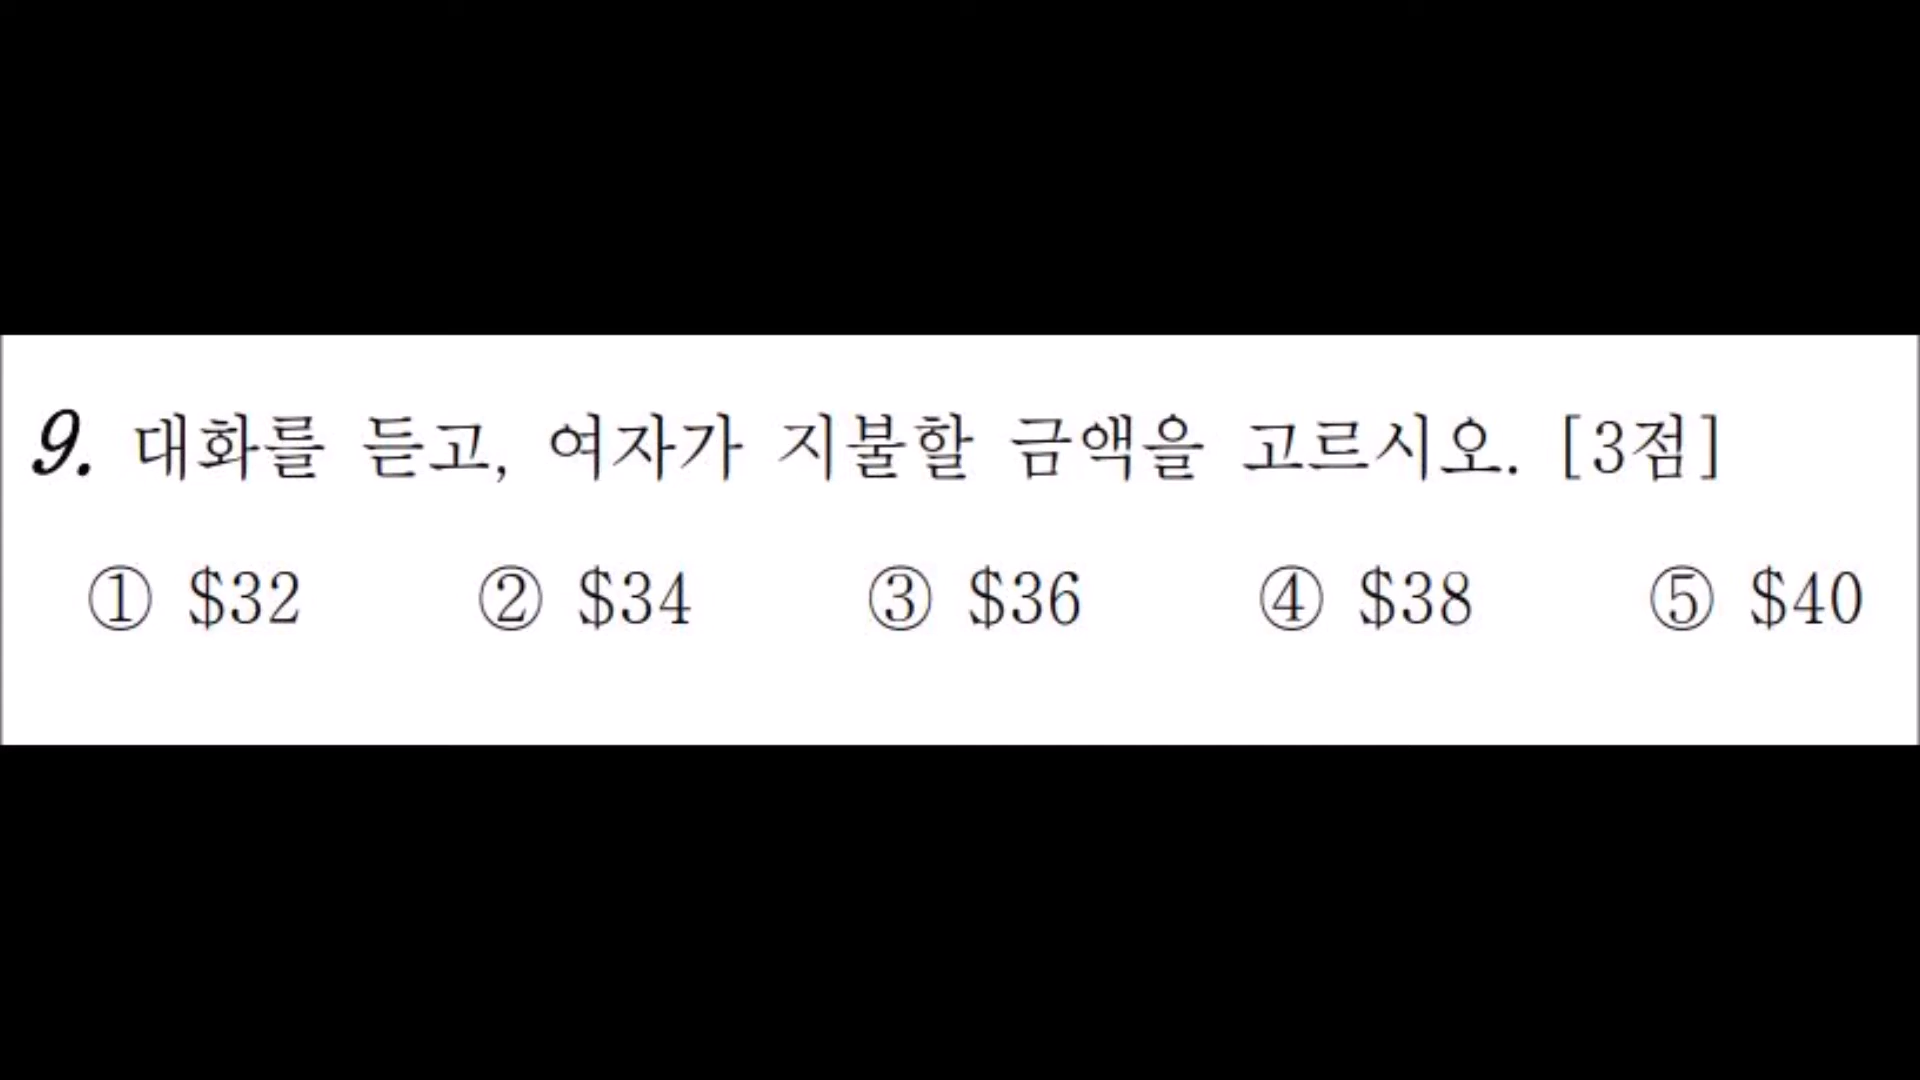 9. 대화를 듣고, 여자가 지불할 금액을 고르시오. [3점]
① $32 ② $34 ③ $36 ④ $38 ⑤ $40